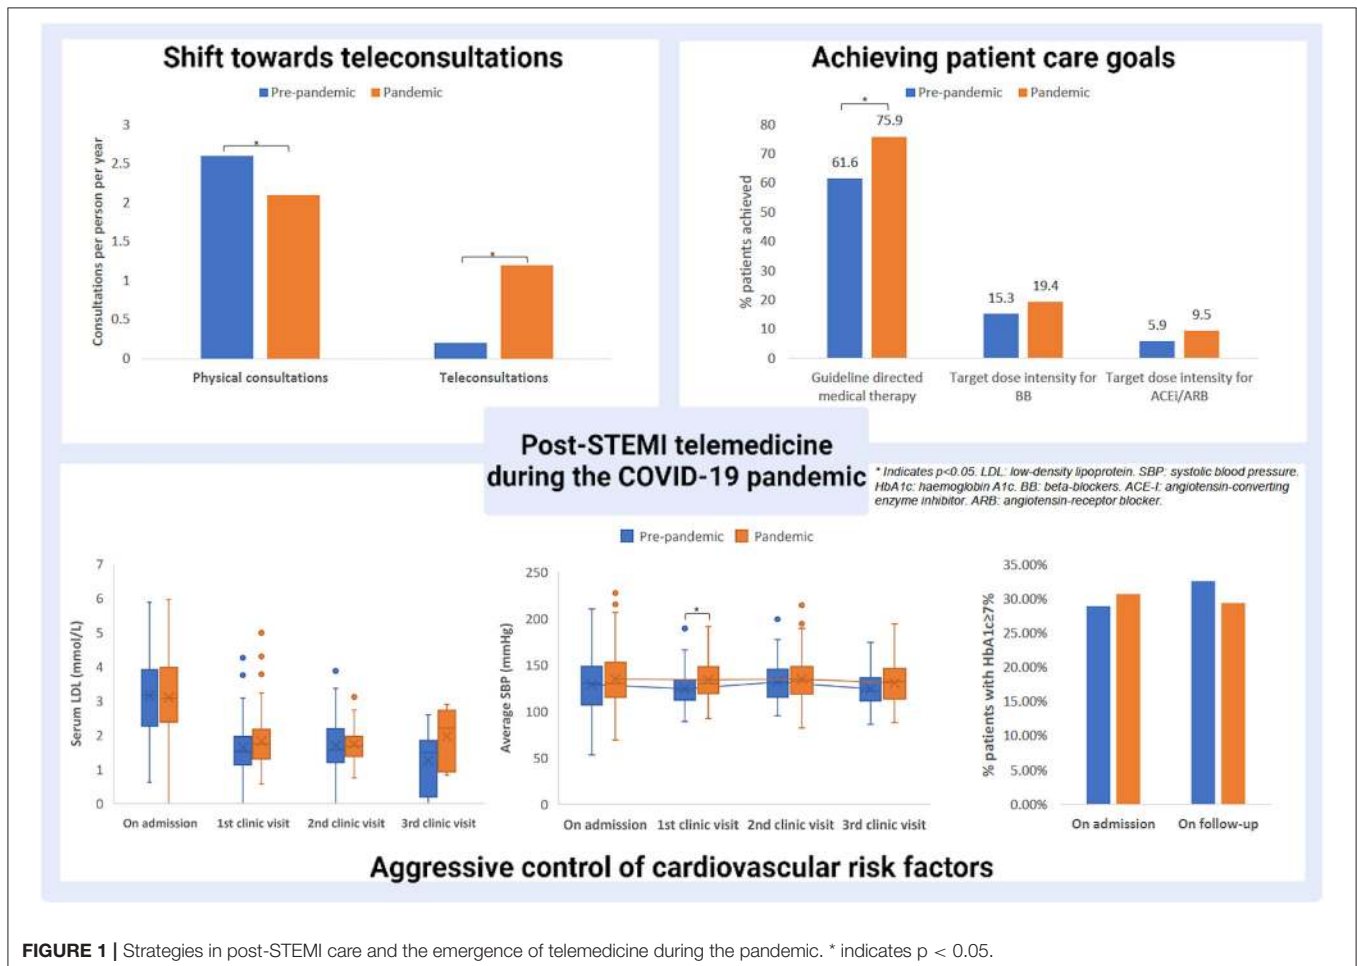 Shift towards teleconsultations
Pre-pandemic Pandemic
Consultations per person per year
3
2.5
2
1.5
1
0.5
0
*
*
Physical consultations Teleconsultations
Achieving patient care goals
Pre-pandemic Pandemic
% patients achieved
80
70
60
50
40
30
20
10
0
*
61.6
75.9
15.3
19.4
5.9
9.5
Guideline directed
medical therapy
Target dose intensity for
BB
Target dose intensity for
ACEi/ARB
Post-STEMI telemedicine
during the COVID-19 pandemic
* Indicates p<0.05. LDL: low-density lipoprotein. SBP: systolic blood pressure.
HbA1c: haemoglobin A1c. BB: beta-blockers. ACE-I: angiotensin-converting
enzyme inhibitor. ARB: angiotensin-receptor blocker.
Pre-pandemic Pandemic
Serum LDL (mmol/L)
7
6
5
4
3
2
1
0
On admission 1st clinic visit 2nd clinic visit 3rd clinic visit
Average SBP (mmHg)
250
200
150
100
50
0
*
On admission 1st clinic visit 2nd clinic visit 3rd clinic visit
% patients with HbA1c≥7%
35.00%
30.00%
25.00%
20.00%
15.00%
10.00%
5.00%
0.00%
On admission On follow-up
Aggressive control of cardiovascular risk factors
FIGURE 1 | Strategies in post-STEMI care and the emergence of telemedicine during the pandemic. * indicates p < 0.05.